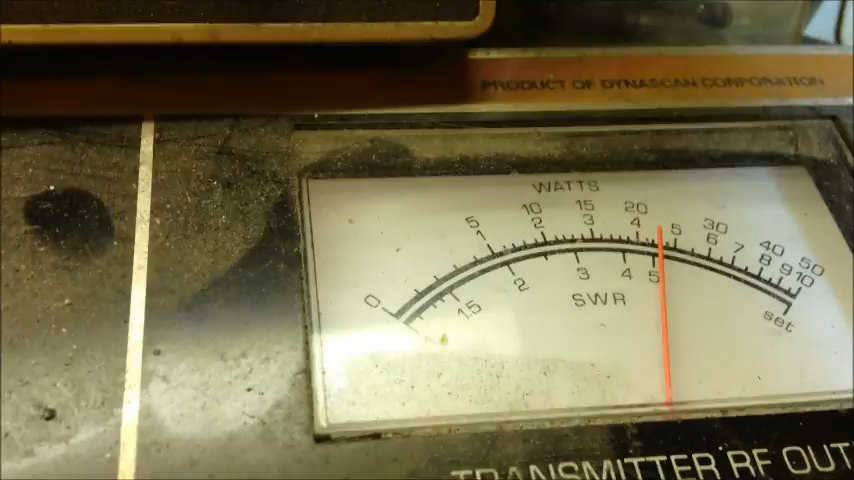 PRODUCT OF DYNASCAN CORPORATION
WATTS
5 10 15 20 30 40 50
0 1 2 3 4 5 6 7 8 9 10
1.5 2 3 4 5 set
SWR
TRANSMITTER RF OUT